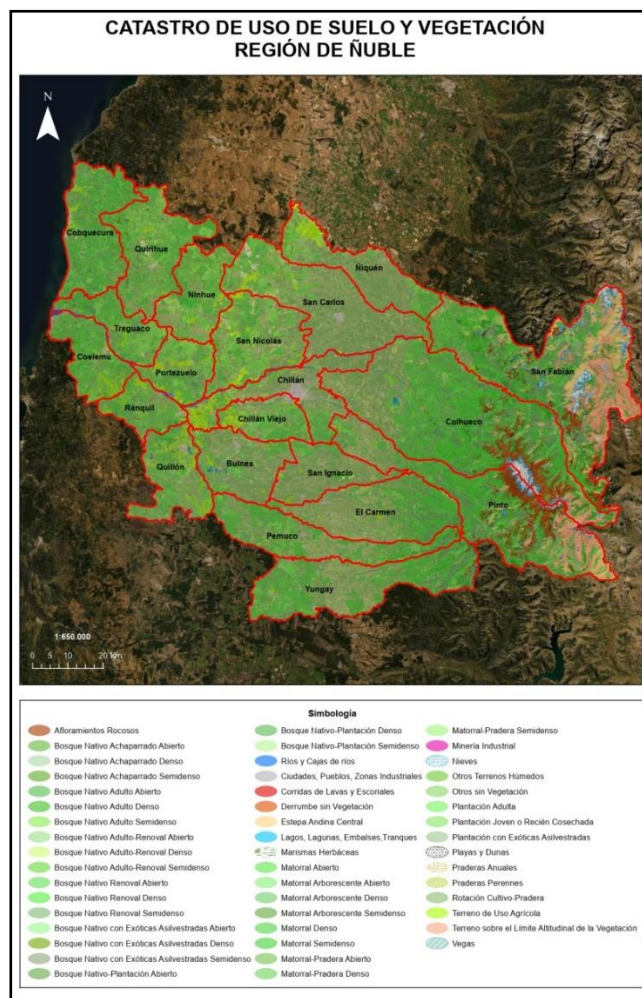 CATASTRO DE USO DE SUELO Y VEGETACIÓN
REGIÓN DE ÑUBLE
N
Cobquecura
Quirihue
Ninhue
Ñiquén
San Carlos
Treguaco
San Nicolás
San Fabián
Coelemu
Portezuelo
Chillán
Ránquil
Chillán Viejo
Coihueco
Quillón
Bulnes
San Ignacio
El Carmen
Pinto
Pemuco
Yungay
1:650.000
0 5 10 20 Km
Simbología
Afloramientos Rocosos
Bosque Nativo Achaparrado Abierto
Bosque Nativo Achaparrado Denso
Bosque Nativo Achaparrado Semidenso
Bosque Nativo Adulto Abierto
Bosque Nativo Adulto Denso
Bosque Nativo Adulto Semidenso
Bosque Nativo Adulto-Renoval Abierto
Bosque Nativo Adulto-Renoval Denso
Bosque Nativo Adulto-Renoval Semidenso
Bosque Nativo Renoval Abierto
Bosque Nativo Renoval Denso
Bosque Nativo Renoval Semidenso
Bosque Nativo con Exóticas Asilvestradas Abierto
Bosque Nativo con Exóticas Asilvestradas Denso
Bosque Nativo con Exóticas Asilvestradas Semidenso
Bosque Nativo-Plantación Abierto
Bosque Nativo-Plantación Denso
Bosque Nativo-Plantación Semidenso
Ríos y Cajas de ríos
Ciudades, Pueblos, Zonas Industriales
Corridas de Lavas y Escoriales
Derrumbe sin Vegetación
Estepa Andina Central
Lagos, Lagunas, Embalses,Tranques
Marismas Herbáceas
Matorral Abierto
Matorral Arborescente Abierto
Matorral Arborescente Denso
Matorral Arborescente Semidenso
Matorral Denso
Matorral Semidenso
Matorral-Pradera Abierto
Matorral-Pradera Denso
Matorral-Pradera Semidenso
Minería Industrial
Nieves
Otros Terrenos Húmedos
Otros sin Vegetación
Plantación Adulta
Plantación Joven o Recién Cosechada
Plantación con Exóticas Asilvestradas
Playas y Dunas
Praderas Anuales
Praderas Perennes
Rotación Cultivo-Pradera
Terreno de Uso Agrícola
Terreno sobre el Límite Altitudinal de la Vegetación
Vegas